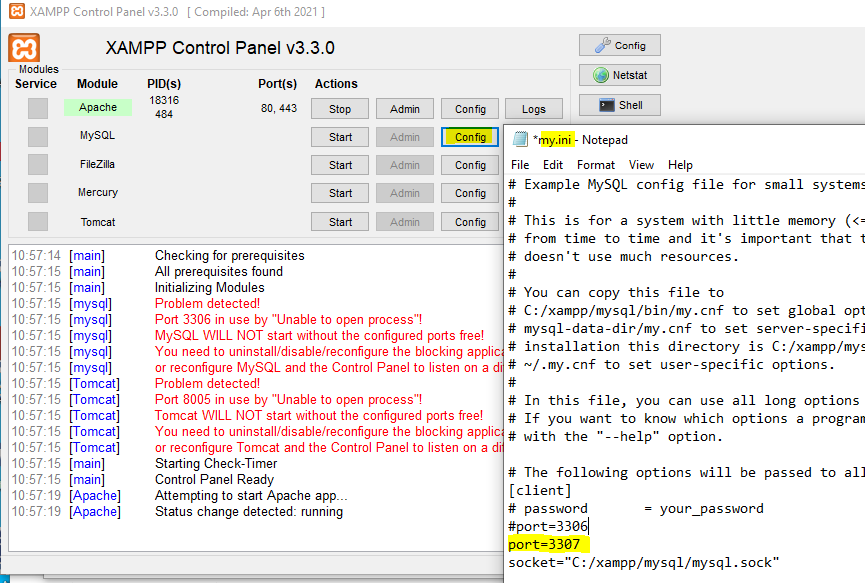 XAMPP Control Panel v3.3.0 [ Compiled: Apr 6th 2021 ]
XAMPP Control Panel v3.3.0
Config
Netstat
Shell
Modules
Service Module PID(s) Port(s) Actions
Apache 18316 484 80, 443 Stop Admin Config Logs
MySQL Start Admin Config
FileZilla Start Admin Config
Mercury Start Admin Config
Tomcat Start Admin Config
10:57:14 [main] Checking for prerequisites
10:57:15 [main] All prerequisites found
10:57:15 [main] Initializing Modules
10:57:15 [mysql] Problem detected!
10:57:15 [mysql] Port 3306 in use by "Unable to open process"!
10:57:15 [mysql] MySQL WILL NOT start without the configured ports free!
10:57:15 [mysql] You need to uninstall/disable/reconfigure the blocking applica
10:57:15 [mysql] or reconfigure MySQL and the Control Panel to listen on a di
10:57:15 [Tomcat] Problem detected!
10:57:15 [Tomcat] Port 8005 in use by "Unable to open process"!
10:57:15 [Tomcat] Tomcat WILL NOT start without the configured ports free!
10:57:15 [Tomcat] You need to uninstall/disable/reconfigure the blocking applica
10:57:15 [Tomcat] or reconfigure Tomcat and the Control Panel to listen on a d
10:57:15 [main] Starting Check-Timer
10:57:15 [main] Control Panel Ready
10:57:19 [Apache] Attempting to start Apache app...
10:57:19 [Apache] Status change detected: running
*my.ini - Notepad
File Edit Format View Help
# Example MySQL config file for small systems
#
# This is for a system with little memory (<=
# from time to time and it's important that t
# doesn't use much resources.
#
# You can copy this file to
# C:/xampp/mysql/bin/my.cnf to set global opt
# mysql-data-dir/my.cnf to set server-specifi
# installation this directory is C:/xampp/mys
# ~/.my.cnf to set user-specific options.
#
# In this file, you can use all long options
# If you want to know which options a program
# with the "--help" option.
# The following options will be passed to all
[client]
# password = your_password
#port=3306
port=3307
socket="C:/xampp/mysql/mysql.sock"